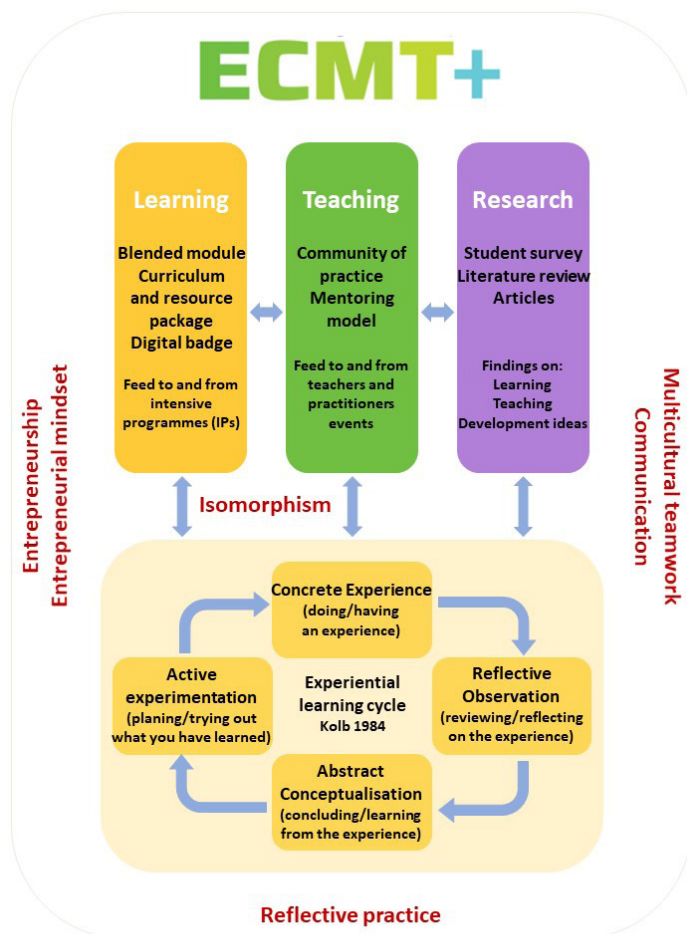 ECMT+
Learning
Blended module
Curriculum
and resource
package
Digital badge
Feed to and from
intensive
programmes (IPs)
Teaching
Community of
practice
Mentoring
model
Feed to and from
teachers and
practitioners
events
Research
Student survey
Literature review
Articles
Findings on:
Learning
Teaching
Development ideas
Entrepreneurship
Entrepreneurial mindset
Multicultural teamwork
Communication
Isomorphism
Concrete Experience
(doing/having
an experience)
Active
experimentation
(planing/trying out
what you have learned)
Experiential
learning cycle
Kolb 1984
Reflective
Observation
(reviewing/reflecting
on the experience)
Abstract
Conceptualisation
(concluding/learning
from the experience)
Reflective practice